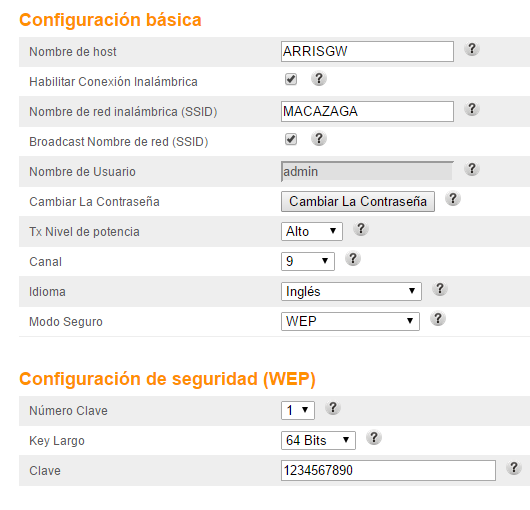 Configuración básica
Nombre de host ARRISGW ?
Habilitar Conexión Inalámbrica ?
Nombre de red inalámbrica (SSID) MACAZAGA ?
Broadcast Nombre de red (SSID) ?
Nombre de Usuario admin ?
Cambiar La Contraseña Cambiar La Contraseña ?
Tx Nivel de potencia Alto ?
Canal 9 ?
Idioma Inglés ?
Modo Seguro WEP ?
Configuración de seguridad (WEP)
Número Clave 1 ?
Key Largo 64 Bits ?
Clave 1234567890 ?